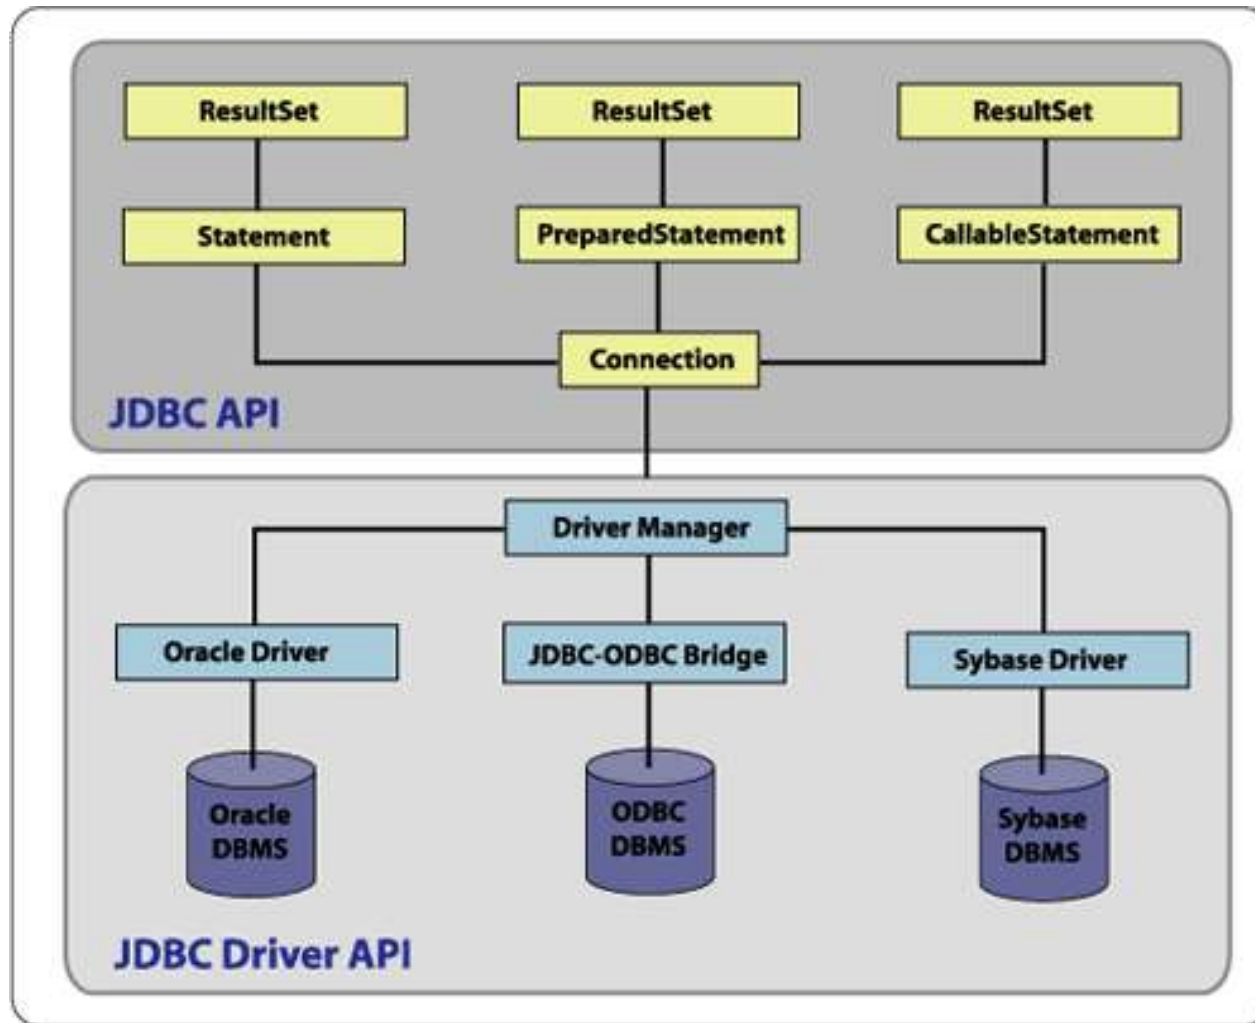 ResultSet
ResultSet
ResultSet
Statement
PreparedStatement
CallableStatement
Connection
JDBC API
Driver Manager
Oracle Driver
JDBC-ODBC Bridge
Sybase Driver
Oracle
DBMS
ODBC
DBMS
Sybase
DBMS
JDBC Driver API